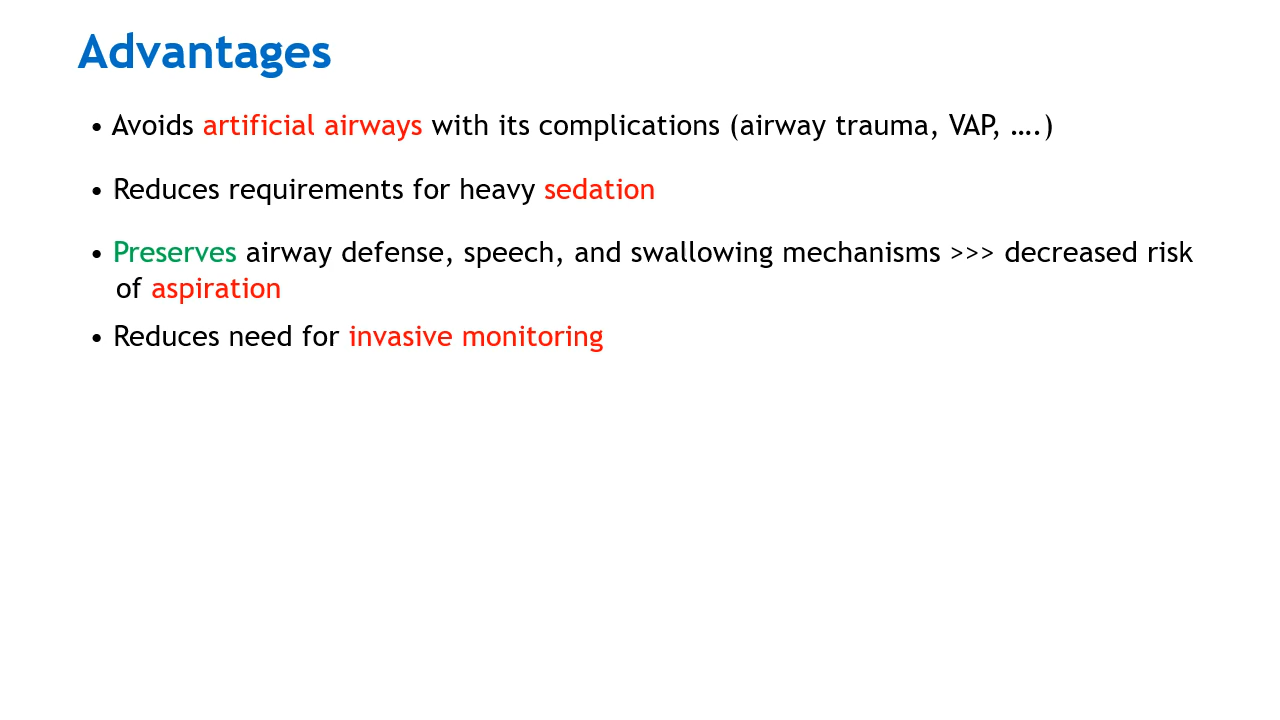 Advantages
• Avoids artificial airways with its complications (airway trauma, VAP, ….)
• Reduces requirements for heavy sedation
• Preserves airway defense, speech, and swallowing mechanisms >>> decreased risk
of aspiration
• Reduces need for invasive monitoring